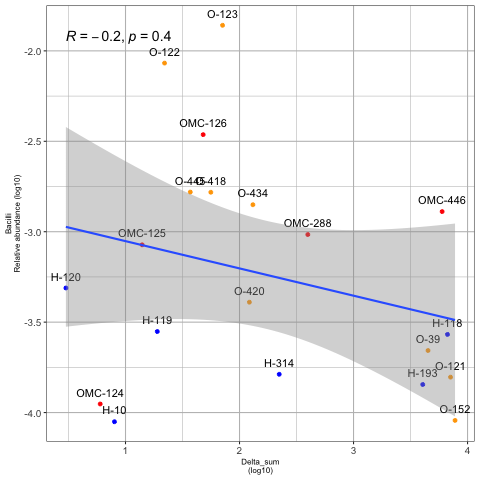 O-123
R = − 0.2, p = 0.4
O-122
-2.0
OMC-126
-2.5
O-445
O-418
O-434
OMC-446
OMC-288
OMC-125
-3.0
Bacilli
Relative abundance (log10)
H-120
O-420
H-119
H-118
-3.5
O-39
H-314
H-193
O-121
OMC-124
H-10
O-152
-4.0
1
2
3
4
Delta_sum
(log10)